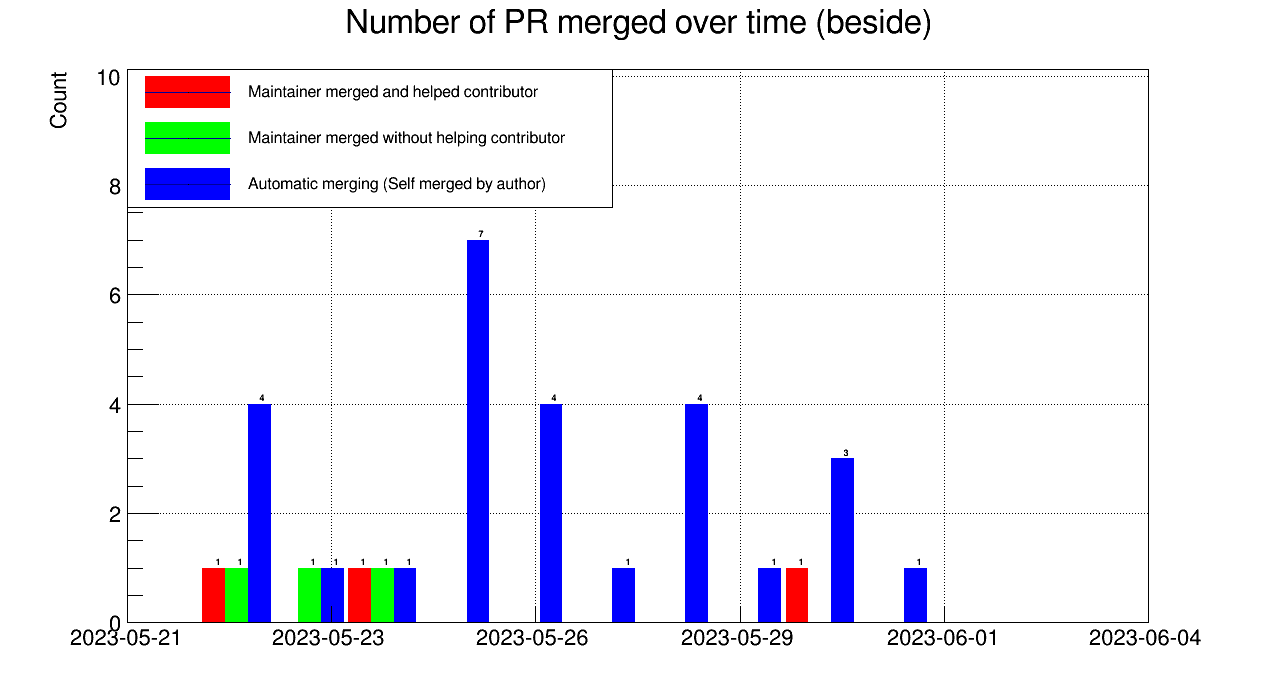 Number of PR merged over time (beside)
Count
10
8
6
4
2
0
Maintainer merged and helped contributor
Maintainer merged without helping contributor
Automatic merging (Self merged by author)
1 1 4 1 1 1 1 1 7 4 1 4 1 1 3 1
2023-05-21 2023-05-23 2023-05-26 2023-05-29 2023-06-01 2023-06-04